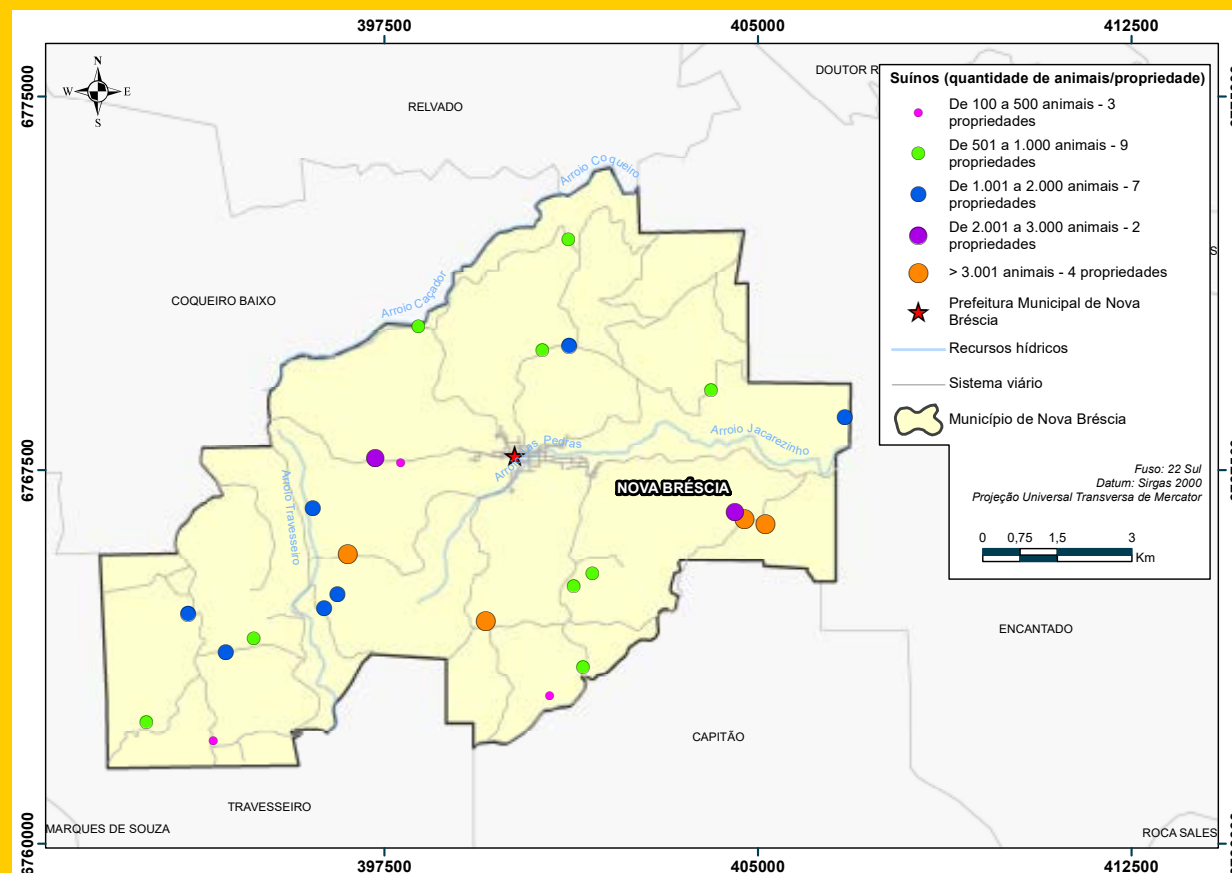 397500
405000
412500
6775000
N
W
E
S
RELVADO
DOUTOR R
Suínos (quantidade de animais/propriedade)
De 100 a 500 animais - 3
propriedades
De 501 a 1.000 animais - 9
propriedades
De 1.001 a 2.000 animais - 7
propriedades
De 2.001 a 3.000 animais - 2
propriedades
> 3.001 animais - 4 propriedades
Prefeitura Municipal de Nova
Bréscia
Recursos hídricos
Sistema viário
Município de Nova Bréscia
Fuso: 22 Sul
Datum: Sirgas 2000
Projeção Universal Transversa de Mercator
0 0,75 1,5 3
Km
Arroio Coqueiro
Arroio Caçador
COQUEIRO BAIXO
S
Arroio Jacarezinho
Arroio das Pedras
6767500
NOVA BRÉSCIA
Arroio Travesseiro
ENCANTADO
CAPITÃO
TRAVESSEIRO
MARQUES DE SOUZA
ROCA SALES
6760000
397500
405000
412500